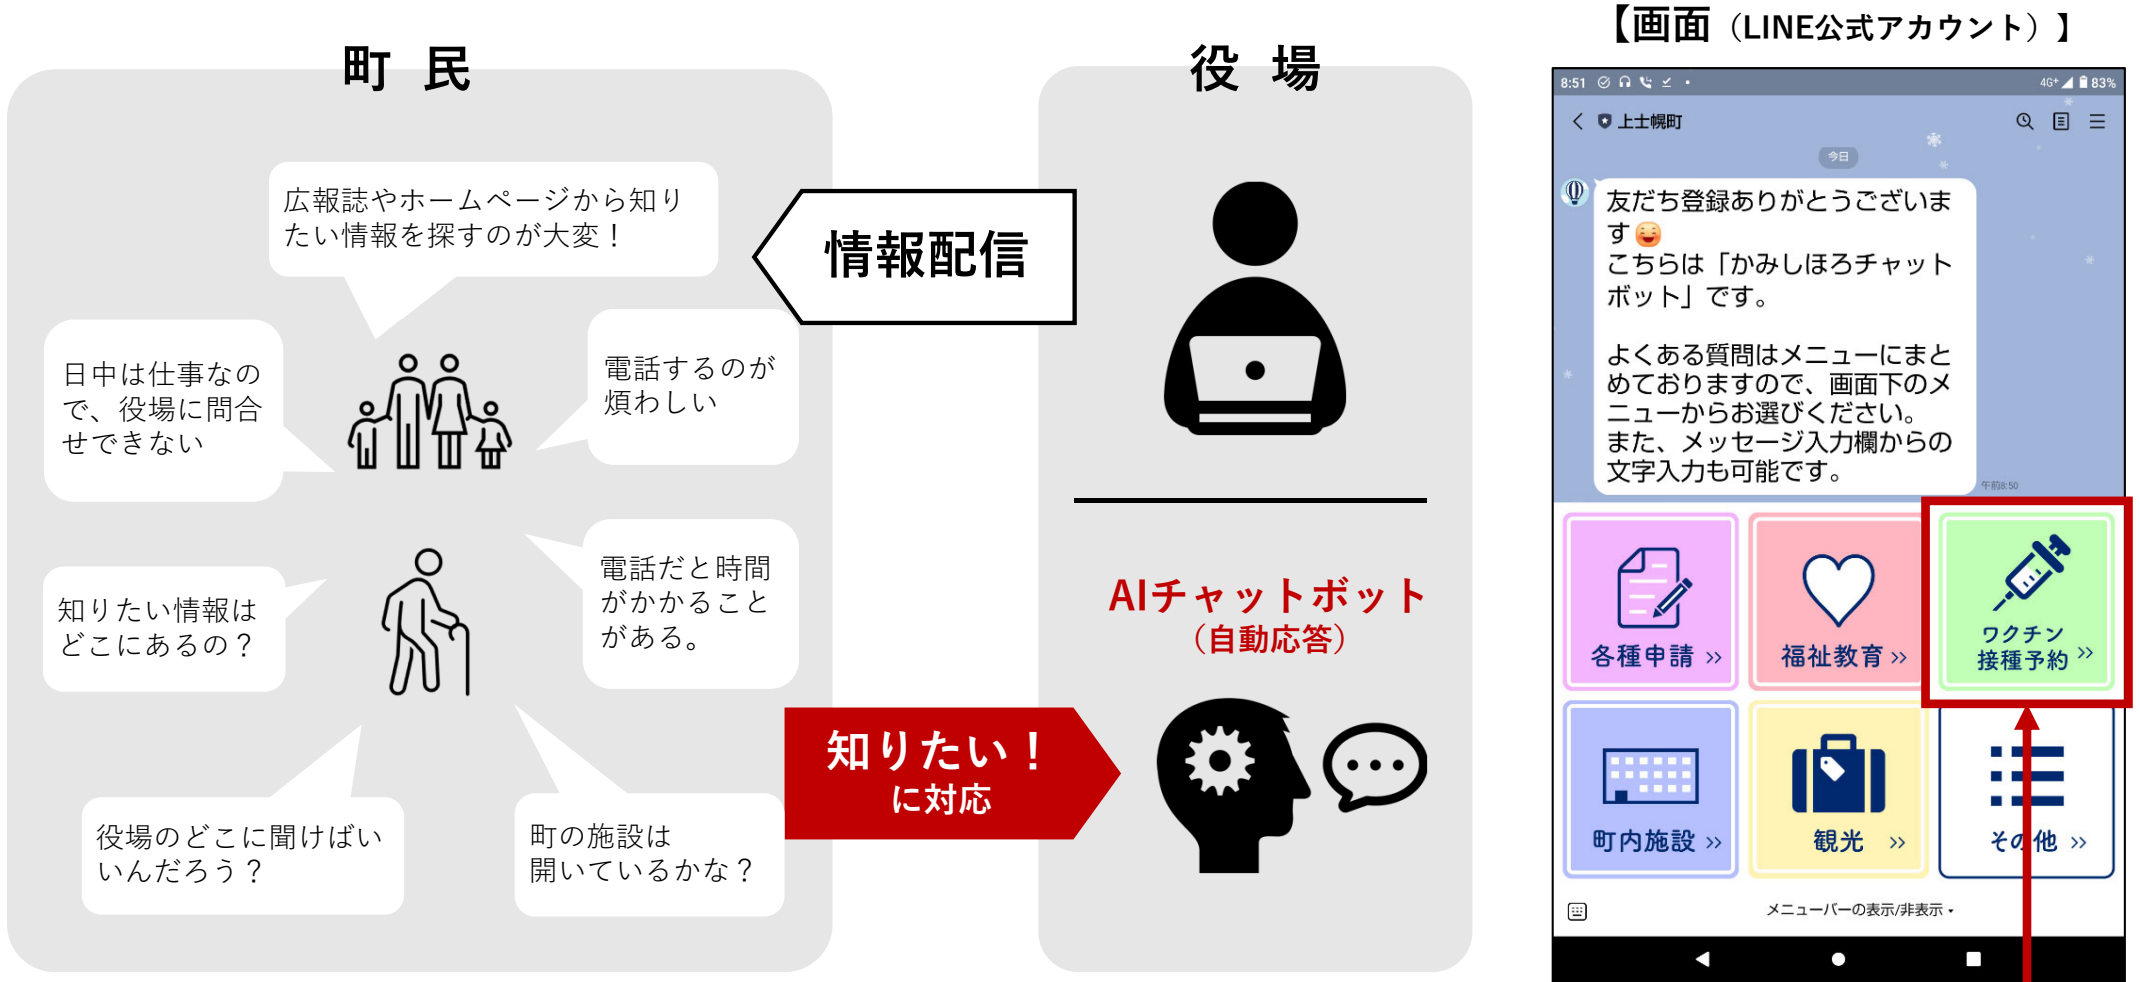 町 民
広報誌やホームページから知り
たい情報を探すのが大変！
日中は仕事なの
で、役場に問合
せできない
電話するのが
煩わしい
知りたい情報は
どこにあるの？
電話だと時間
がかかること
がある。
役場のどこに聞けばい
いんだろう？
町の施設は
開いているかな？
情報配信
知りたい！
に対応
役 場
AIチャットボット
（自動応答）
【画面（LINE公式アカウント）】
8:51
4G+ 83%
上士幌町
今日
友だち登録ありがとうございま
す
こちらは「かみしほろチャット
ボット」です。
よくある質問はメニューにまと
めておりますので、画面下のメ
ニューからお選びください。
また、メッセージ入力欄からの
文字入力も可能です。
午前8:50
各種申請 >>
福祉教育 >>
ワクチン
接種予約 >>
町内施設 >>
観光 >>
その他 >>
メニューバーの表示/非表示